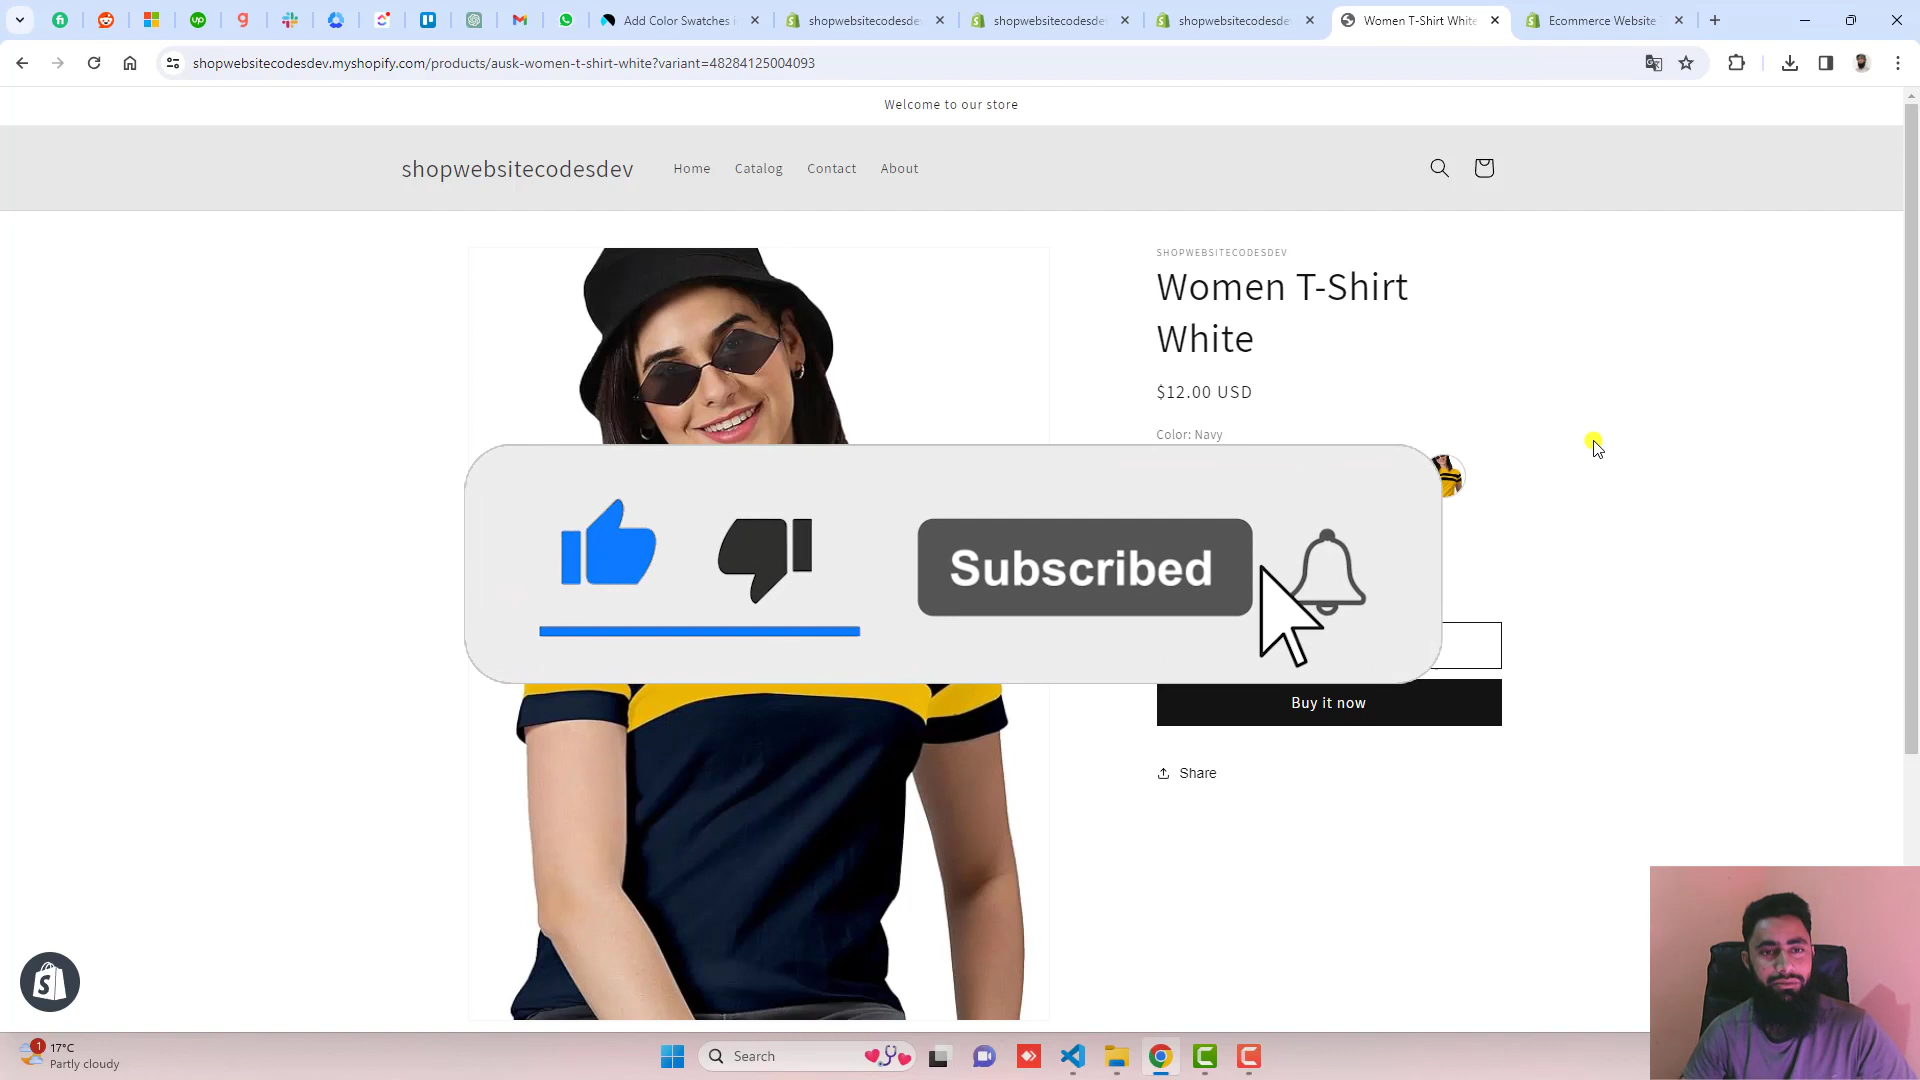 Add Color Swatches i
shopwebsitecodesde
shopwebsitecodesde
shopwebsitecodesde
Women T-Shirt White
Ecommerce Website
shopwebsitecodesdev.myshopify.com/products/ausk-women-t-shirt-white?variant=48284125004093
Welcome to our store
shopwebsitecodesdev
Home
Catalog
Contact
About
SHOPWEBSITECODESDEV
Women T-Shirt
White
$12.00 USD
Color: Navy
Subscribed
Buy it now
Share
1
17°C
Partly cloudy
Search